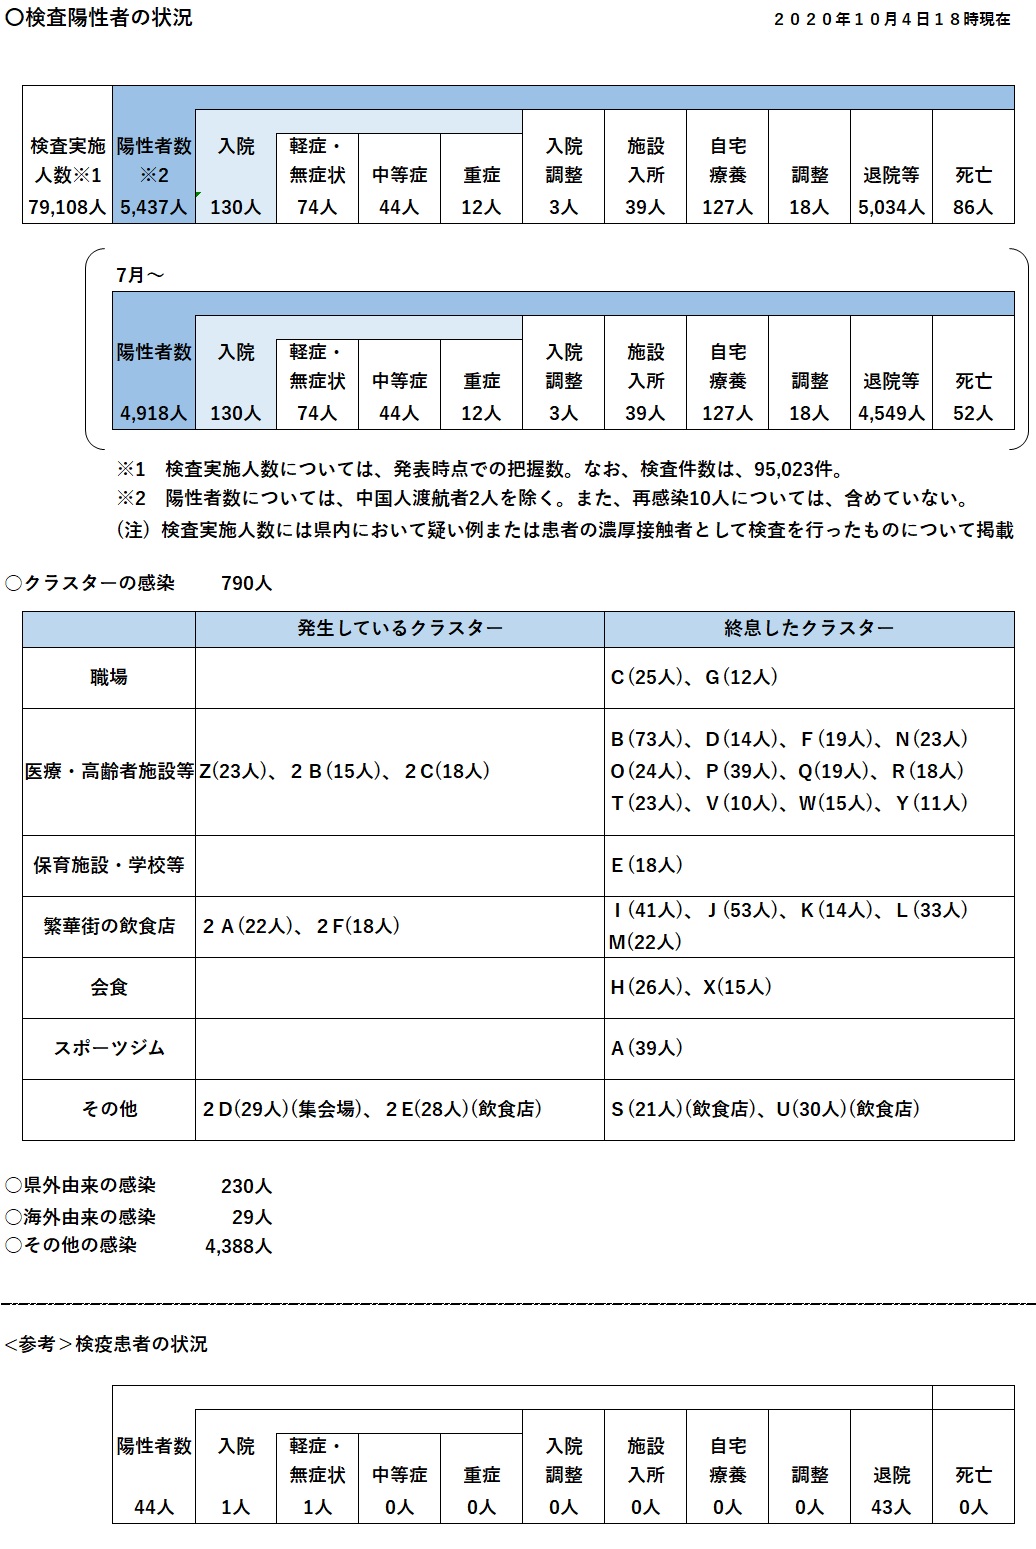 〇検査陽性者の状況
２０２０年１０月４日１８時現在
検査実施
人数※1
79,108人
陽性者数
※2
5,437人
入院
130人
軽症・
無症状
74人
中等症
44人
重症
12人
入院
調整
3人
施設
入所
39人
自宅
療養
127人
調整
18人
退院等
5,034人
死亡
86人
7月～
陽性者数
4,918人
入院
130人
軽症・
無症状
74人
中等症
44人
重症
12人
入院
調整
3人
施設
入所
39人
自宅
療養
127人
調整
18人
退院等
4,549人
死亡
52人
※1　検査実施人数については、発表時点での把握数。なお、検査件数は、95,023件。
※2　陽性者数については、中国人渡航者2人を除く。また、再感染10人については、含めていない。
（注）検査実施人数には県内において疑い例または患者の濃厚接触者として検査を行ったものについて掲載
〇クラスターの感染　790人
発生しているクラスター
終息したクラスター
職場
Ｃ(25人)、Ｇ(12人)
医療・高齢者施設等
Z(23人)、２Ｂ(15人)、２C(18人)
Ｂ(73人)、Ｄ(14人)、Ｆ(19人)、Ｎ(23人)
Ｏ(24人)、Ｐ(39人)、Q(19人)、Ｒ(18人)
Ｔ(23人)、Ｖ(10人)、W(15人)、Ｙ(11人)
保育施設・学校等
Ｅ(18人)
繁華街の飲食店
２Ａ(22人)、２F(18人)
Ｉ(41人)、Ｊ(53人)、Ｋ(14人)、Ｌ(33人)
M(22人)
会食
Ｈ(26人)、X(15人)
スポーツジム
Ａ(39人)
その他
２Ｄ(29人)(集会場)、２E(28人)(飲食店)
Ｓ(21人)(飲食店)、U(30人)(飲食店)
〇県外由来の感染　230人
〇海外由来の感染　29人
〇その他の感染　4,388人
<参考＞検疫患者の状況
陽性者数
44人
入院
1人
軽症・
無症状
1人
中等症
0人
重症
0人
入院
調整
0人
施設
入所
0人
自宅
療養
0人
調整
0人
退院
43人
死亡
0人